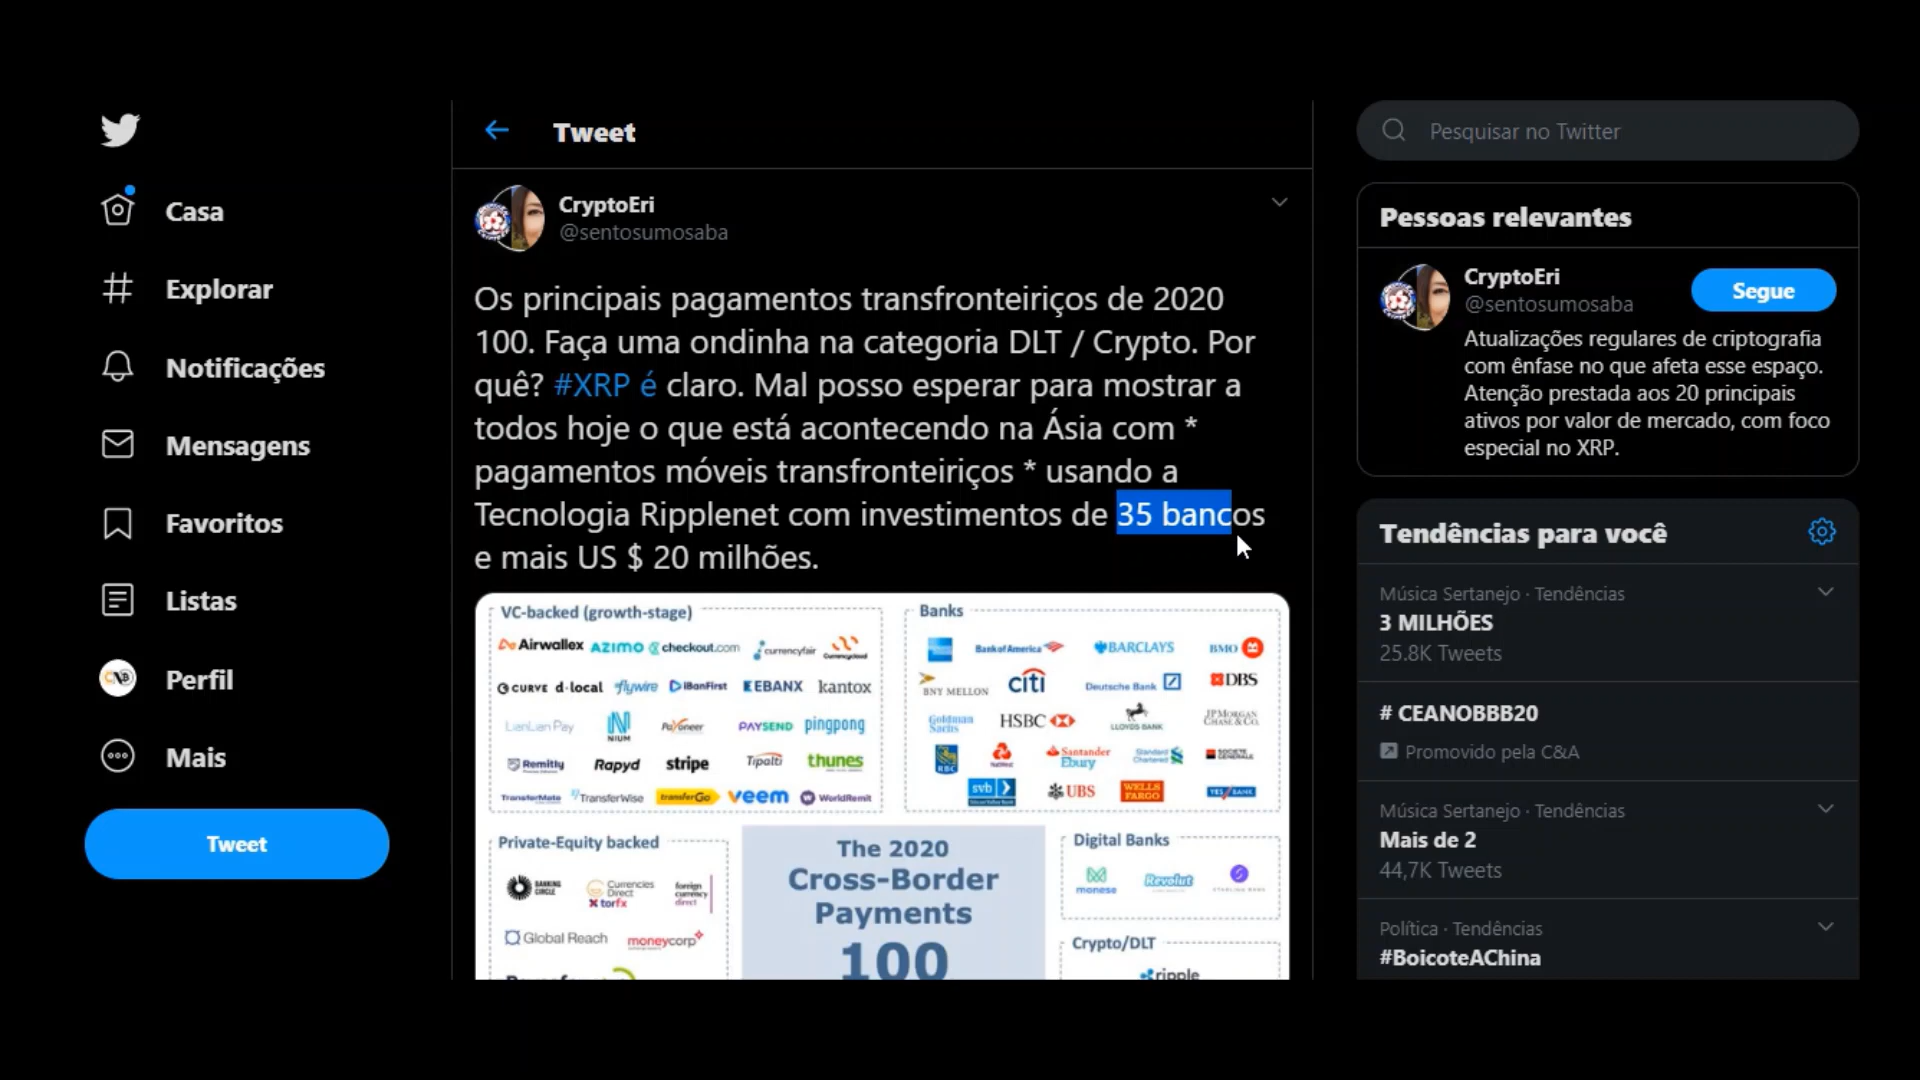 Casa
Explorar
Notificações
Mensagens
Favoritos
Listas
Perfil
Mais
Tweet
Tweet
CryptoEri
@sentosumosaba
Os principais pagamentos transfronteiriços de 2020
100. Faça uma ondinha na categoria DLT / Crypto. Por
quê? #XRP é claro. Mal posso esperar para mostrar a
todos hoje o que está acontecendo na Ásia com *
pagamentos móveis transfronteiriços * usando a
Tecnologia Ripplenet com investimentos de 35 bancos
e mais US $ 20 milhões.
VC-backed (growth-stage)
Airwallex AZIMO checkout.com currencyfair Currencycloud
CURVE d·local flywire iBanFirst EBANX kantox
LianLian Pay NIUM Payoneer PAYSEND pingpong
Remitly Rapyd stripe Tipalti thunes
TransferMate TransferWise transferGo veem WorldRemit
Banks
Bank of America BARCLAYS BMO
BNY MELLON citi Deutsche Bank DBS
Goldman Sachs HSBC LLOYDS BANK JPMORGAN CHASE & CO.
RBC NatWest Santander Ebury Standard Chartered SOCIETE GENERALE
svb UBS WELLS FARGO YES BANK
Private-Equity backed
BANKING CIRCLE Currencies Direct torfx foreign currency direct
Global Reach moneycorp
The 2020
Cross-Border
Payments
100
Digital Banks
monese Revolut STARLING BANK
Crypto/DLT
ripple
Pesquisar no Twitter
Pessoas relevantes
CryptoEri
@sentosumosaba
Segue
Atualizações regulares de criptografia
com ênfase no que afeta esse espaço.
Atenção prestada aos 20 principais
ativos por valor de mercado, com foco
especial no XRP.
Tendências para você
Música Sertanejo · Tendências
3 MILHÕES
25.8K Tweets
# CEANOBBB20
Promovido pela C&A
Música Sertanejo · Tendências
Mais de 2
44,7K Tweets
Política · Tendências
#BoicoteAChina